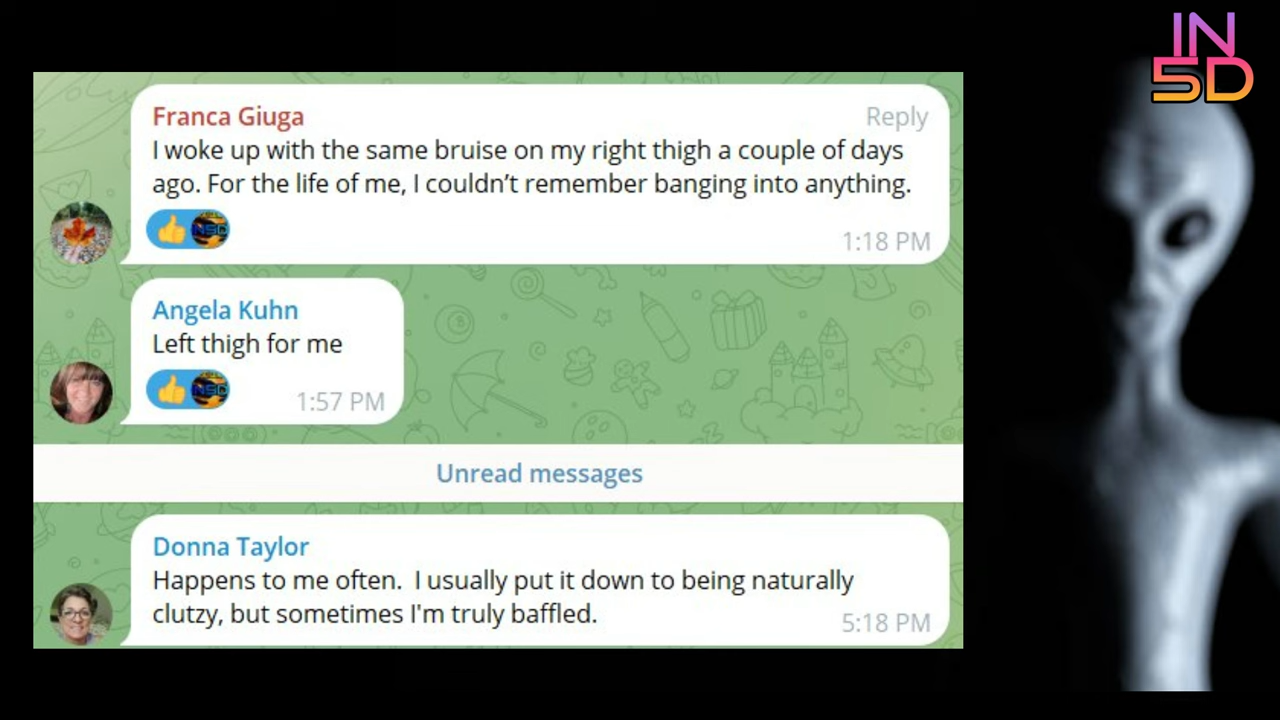 IN
5D
Franca Giuga
Reply
I woke up with the same bruise on my right thigh a couple of days
ago. For the life of me, I couldn't remember banging into anything.
1:18 PM
Angela Kuhn
Left thigh for me
1:57 PM
Unread messages
Donna Taylor
Happens to me often.  I usually put it down to being naturally
clutzy, but sometimes I'm truly baffled.
5:18 PM